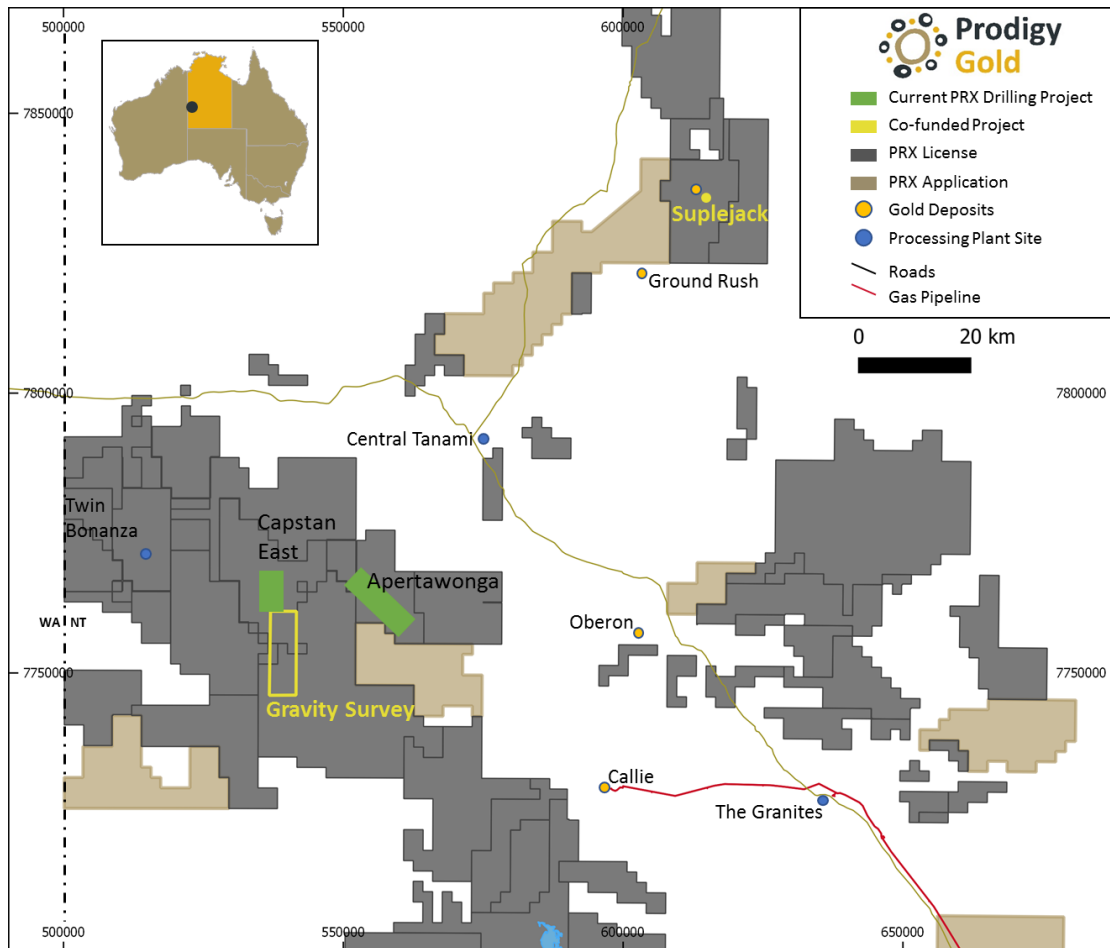 500000
550000
600000
Prodigy
Gold
Current PRX Drilling Project
Co-funded Project
PRX License
PRX Application
Gold Deposits
Processing Plant Site
Roads
Gas Pipeline
0
20 km
7850000
Suplejack
Ground Rush
7800000
7800000
Central Tanami
Twin
Bonanza
Capstan
East
Apertawonga
WA
NT
Oberon
7750000
7750000
Gravity Survey
Callie
The Granites
500000
550000
600000
650000